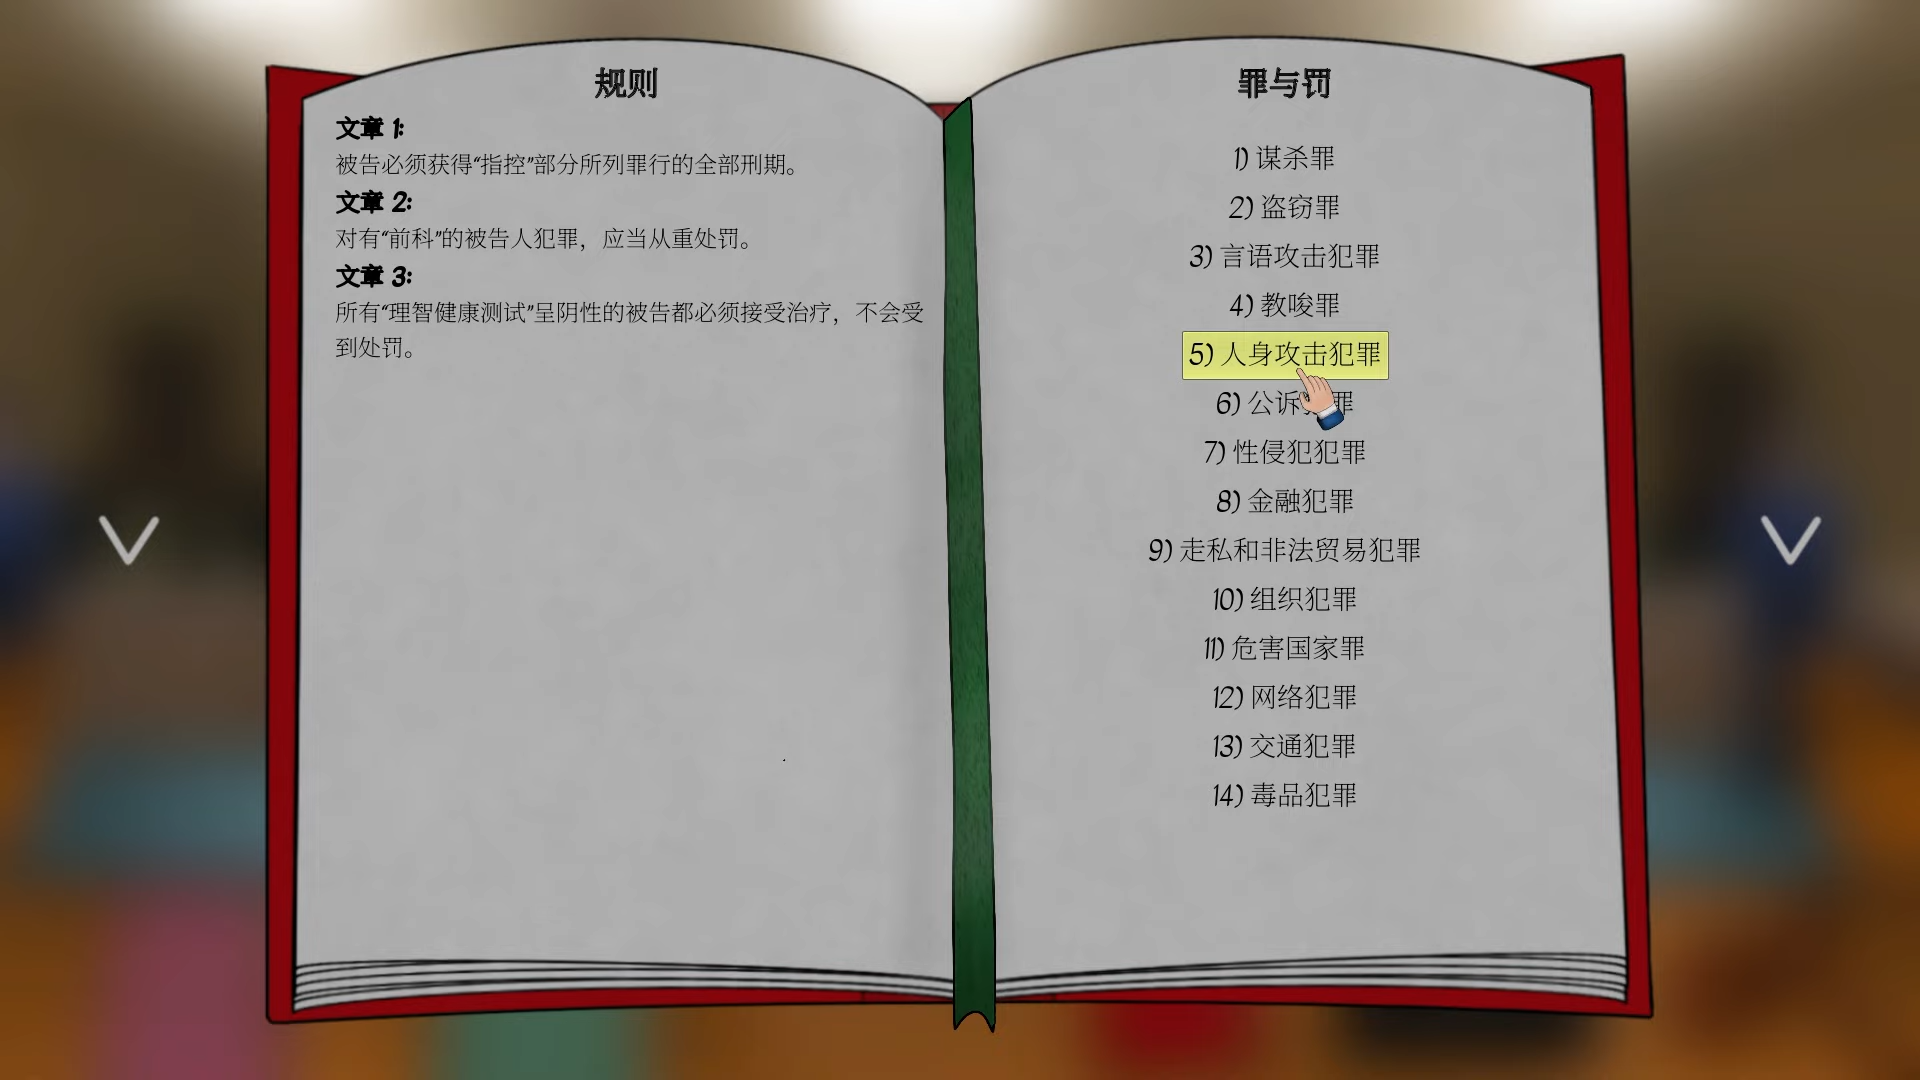 规则
文章 1:
被告必须获得“指控”部分所列罪行的全部刑期。
文章 2:
对有“前科”的被告人犯罪，应当从重处罚。
文章 3:
所有“理智健康测试”呈阴性的被告都必须接受治疗，不会受
到处罚。
罪与罚
1) 谋杀罪
2) 盗窃罪
3) 言语攻击犯罪
4) 教唆罪
5) 人身攻击犯罪
6) 公诉犯罪
7) 性侵犯犯罪
8) 金融犯罪
9) 走私和非法贸易犯罪
10) 组织犯罪
11) 危害国家罪
12) 网络犯罪
13) 交通犯罪
14) 毒品犯罪